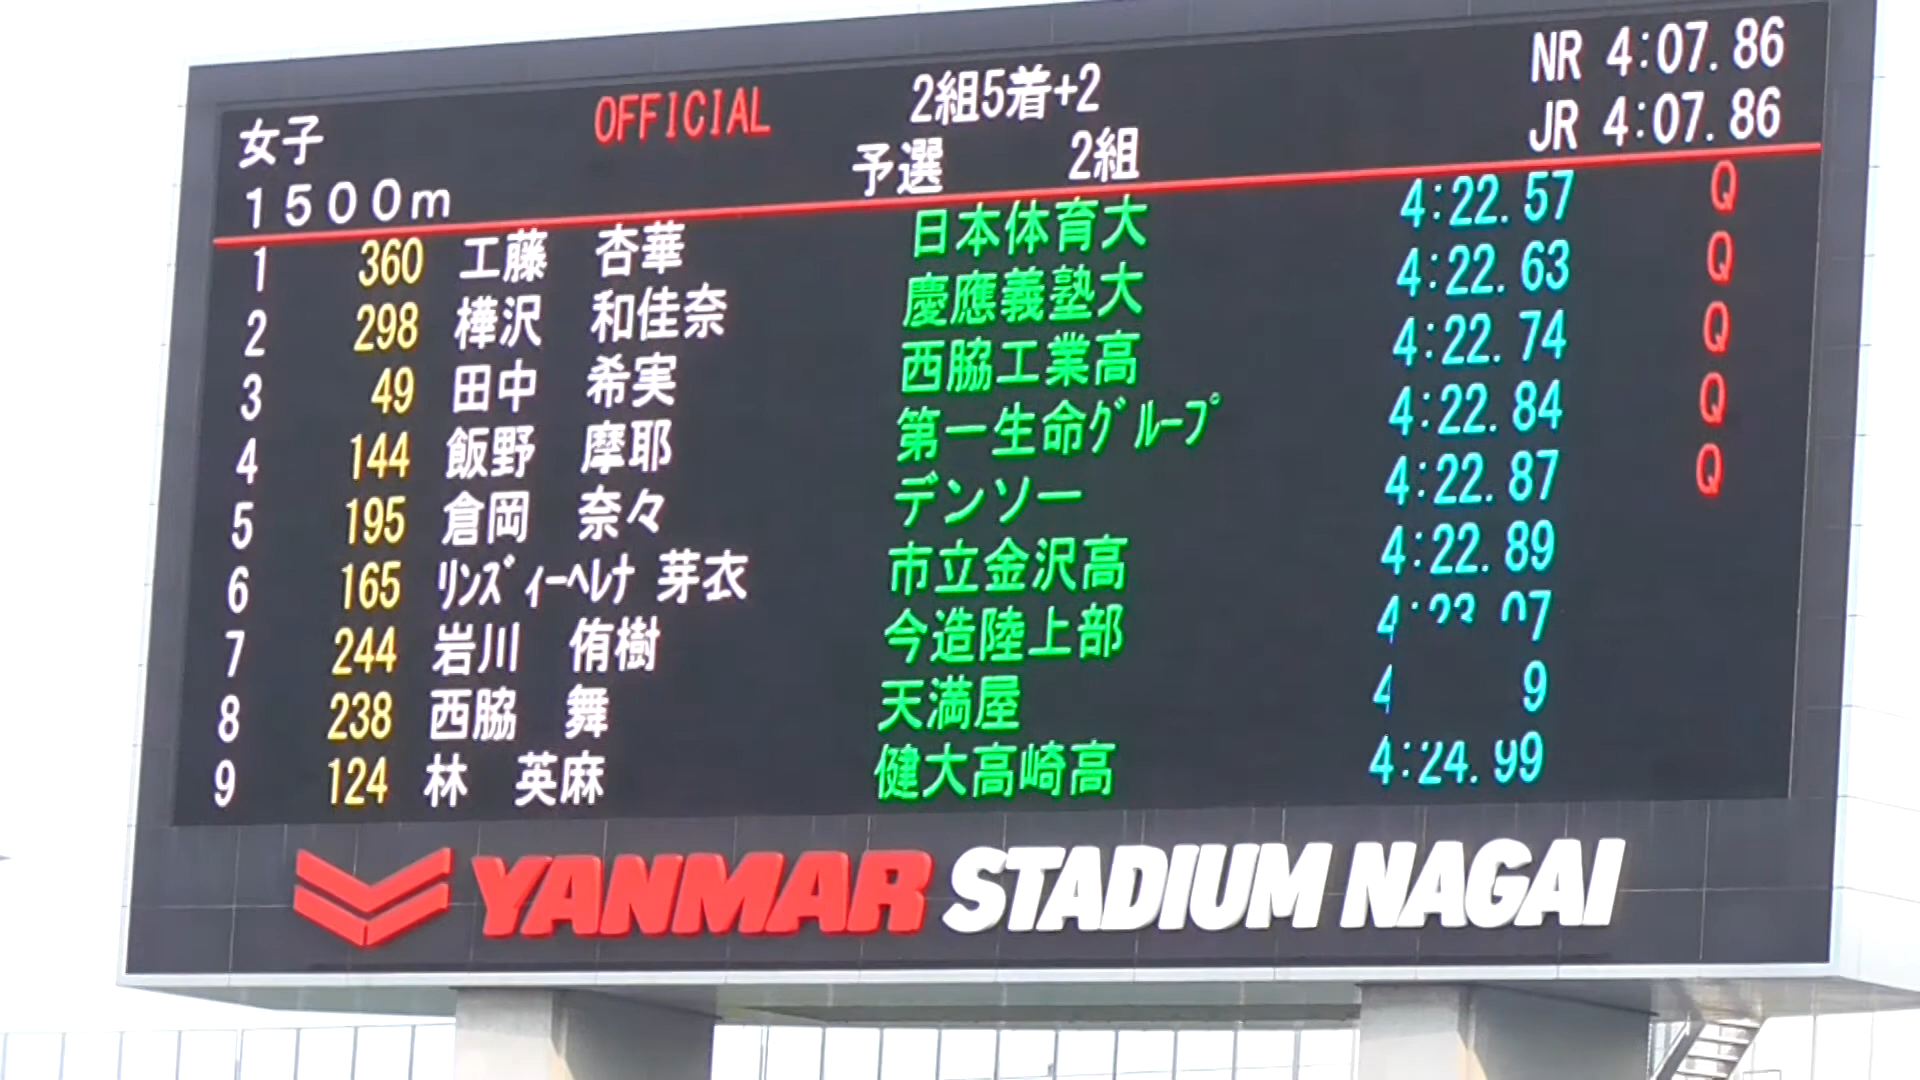 女子 OFFICIAL 2組5着+2 NR 4:07.86
1500m 予選 2組 JR 4:07.86
1 360 工藤 杏華 日本体育大 4:22.57 Q
2 298 樺沢 和佳奈 慶應義塾大 4:22.63 Q
3 49 田中 希実 西脇工業高 4:22.74 Q
4 144 飯野 摩耶 第一生命ｸﾞﾙｰﾌﾟ 4:22.84 Q
5 195 倉岡 奈々 デンソー 4:22.87 Q
6 165 ﾘﾝｽﾞｨｰﾍﾚﾅ 芽衣 市立金沢高 4:22.89
7 244 岩川 侑樹 今造陸上部
8 238 西脇 舞 天満屋
9 124 林 英麻 健大高崎高 4:24.99
YANMAR STADIUM NAGAI